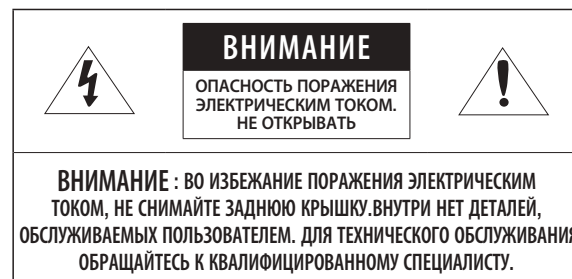 ВНИМАНИЕ
ОПАСНОСТЬ ПОРАЖЕНИЯ
ЭЛЕКТРИЧЕСКИМ ТОКОМ.
НЕ ОТКРЫВАТЬ
ВНИМАНИЕ : ВО ИЗБЕЖАНИЕ ПОРАЖЕНИЯ ЭЛЕКТРИЧЕСКИМ
ТОКОМ, НЕ СНИМАЙТЕ ЗАДНЮЮ КРЫШКУ.ВНУТРИ НЕТ ДЕТАЛЕЙ,
ОБСЛУЖИВАЕМЫХ ПОЛЬЗОВАТЕЛЕМ. ДЛЯ ТЕХНИЧЕСКОГО ОБСЛУЖИВАНИЯ
ОБРАЩАЙТЕСЬ К КВАЛИФИЦИРОВАННОМУ СПЕЦИАЛИСТУ.